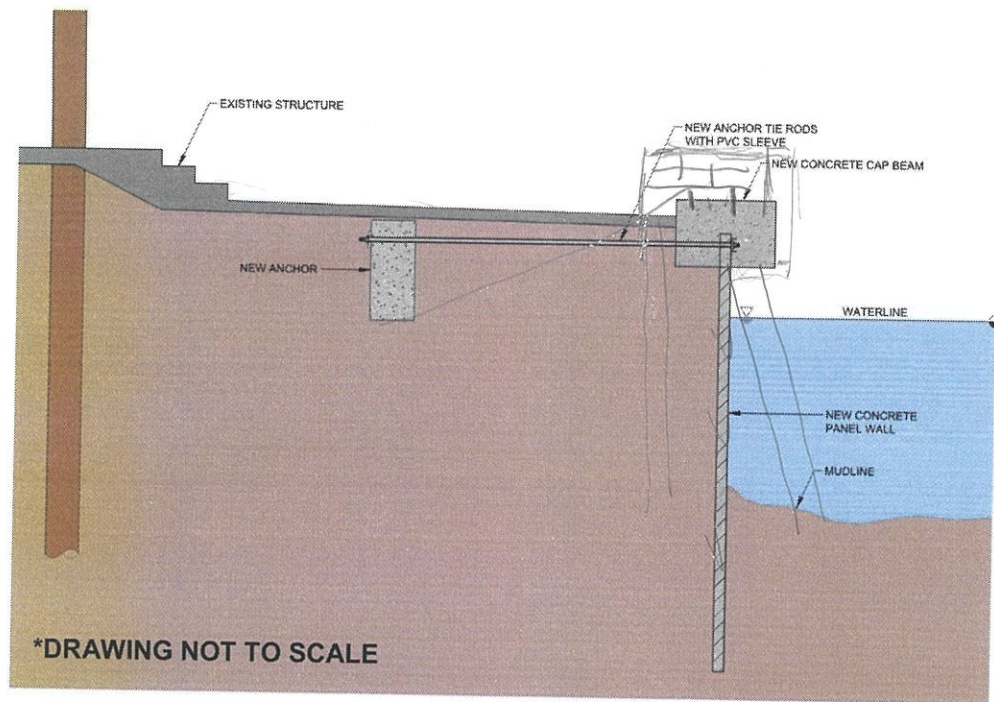 EXISTING STRUCTURE
NEW ANCHOR TIE RODS
WITH PVC SLEEVE
NEW CONCRETE CAP BEAM
NEW ANCHOR
WATERLINE
NEW CONCRETE
PANEL WALL
MUDLINE
*DRAWING NOT TO SCALE